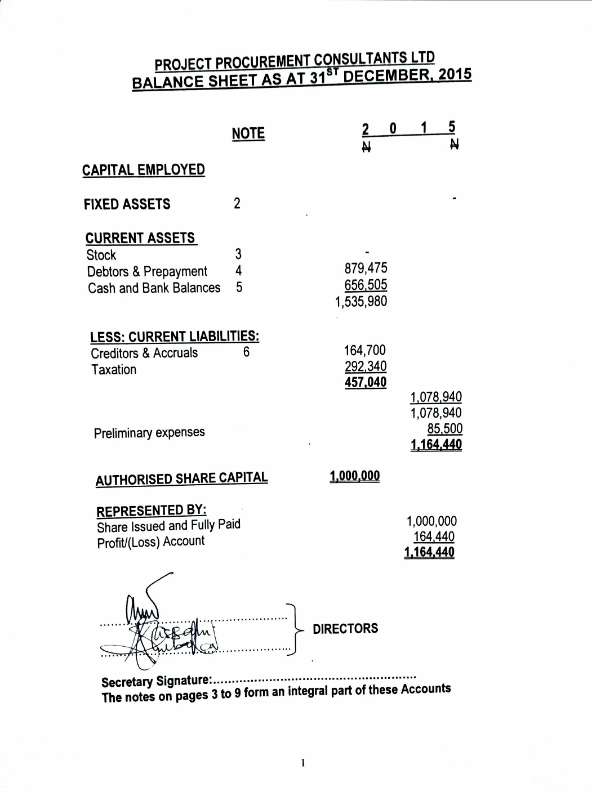 PROJECT PROCUREMENT CONSULTANTS LTD
BALANCE SHEET AS AT 31ST DECEMBER, 2015
NOTE 2 0 1 5
₦ ₦
CAPITAL EMPLOYED
FIXED ASSETS 2 -
CURRENT ASSETS
Stock 3 -
Debtors & Prepayment 4 879,475
Cash and Bank Balances 5 656,505
1,535,980
LESS: CURRENT LIABILITIES:
Creditors & Accruals 6 164,700
Taxation 292,340
457,040
1,078,940
1,078,940
Preliminary expenses 85,500
1,164,440
AUTHORISED SHARE CAPITAL 1,000,000
REPRESENTED BY:
Share Issued and Fully Paid 1,000,000
Profit/(Loss) Account 164,440
1,164,440
DIRECTORS
Secretary Signature:..........................................................
The notes on pages 3 to 9 form an integral part of these Accounts
1